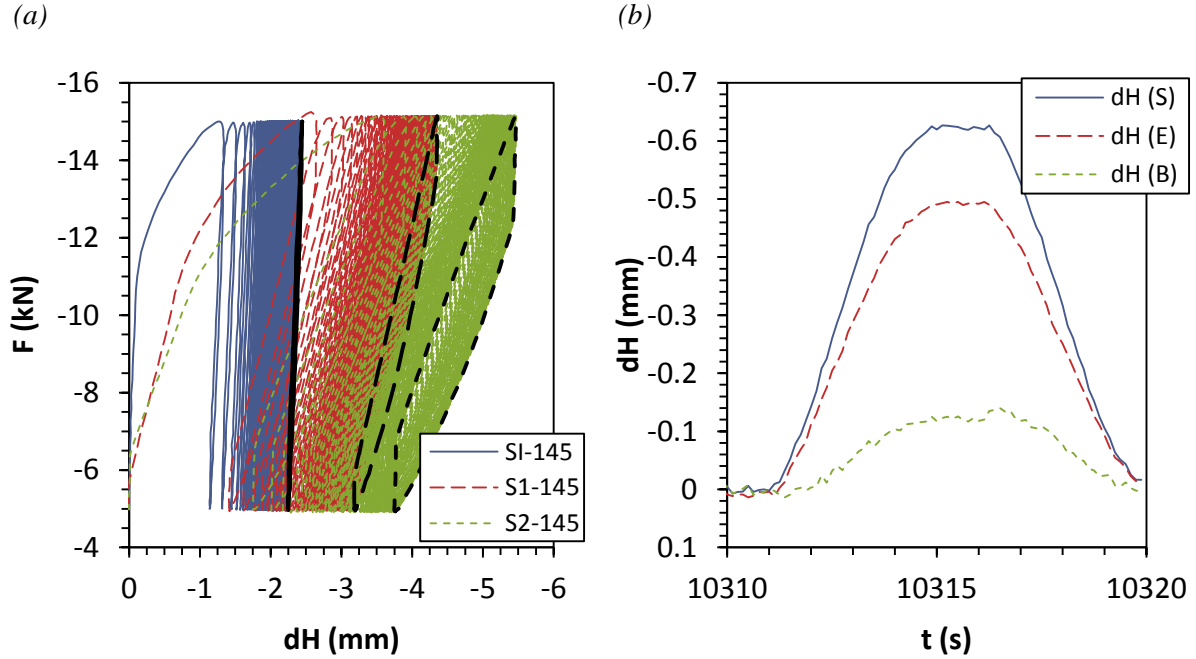 (a)
F (kN)
-16
-14
-12
-10
-8
-6
-4
SI-145
S1-145
S2-145
0 -1 -2 -3 -4 -5 -6
dH (mm)
(b)
dH (mm)
-0.7
-0.6
-0.5
-0.4
-0.3
-0.2
-0.1
0
0.1
dH (S)
dH (E)
dH (B)
10310 10315 10320
t (s)